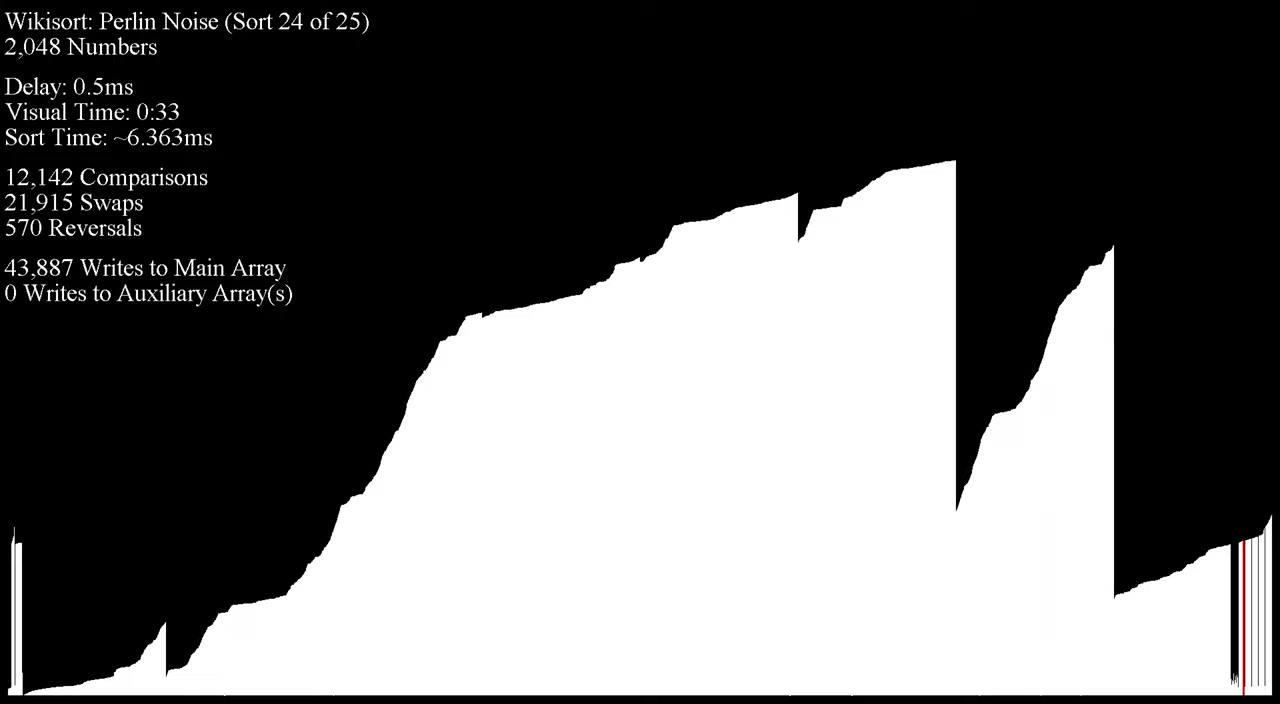 Wikisort: Perlin Noise (Sort 24 of 25)
2,048 Numbers
Delay: 0.5ms
Visual Time: 0:33
Sort Time: ~6.363ms
12,142 Comparisons
21,915 Swaps
570 Reversals
43,887 Writes to Main Array
0 Writes to Auxiliary Array(s)